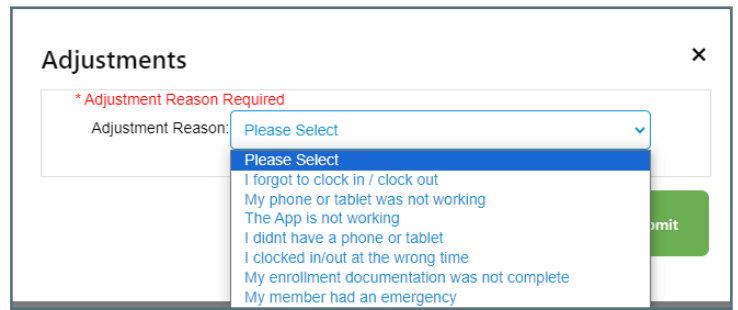 Adjustments ×
* Adjustment Reason Required
Adjustment Reason: Please Select
Please Select
I forgot to clock in / clock out
My phone or tablet was not working
The App is not working
I didnt have a phone or tablet
I clocked in/out at the wrong time
My enrollment documentation was not complete
My member had an emergency